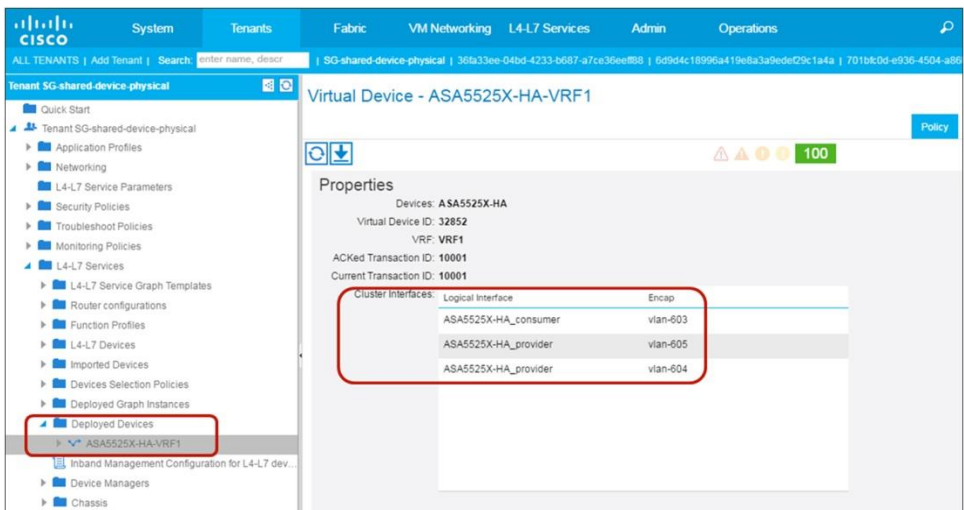 CISCO
System Tenants Fabric VM Networking L4-L7 Services Admin Operations
ALL TENANTS | Add Tenant | Search: enter name, descr | SG-shared-device-physical | 36fa33ee-04bd-4233-b687-a7ce36eeff88 | 6d9d4c18996a419e8a3a9edef29c1a4a | 701bfc0d-e936-4504-a86
Tenant SG-shared-device-physical
Quick Start
Tenant SG-shared-device-physical
Application Profiles
Networking
L4-L7 Service Parameters
Security Policies
Troubleshoot Policies
Monitoring Policies
L4-L7 Services
L4-L7 Service Graph Templates
Router configurations
Function Profiles
L4-L7 Devices
Imported Devices
Devices Selection Policies
Deployed Graph Instances
Deployed Devices
ASA5525X-HA-VRF1
Inband Management Configuration for L4-L7 dev...
Device Managers
Chassis
Virtual Device - ASA5525X-HA-VRF1
Policy
100
Properties
Devices: ASA5525X-HA
Virtual Device ID: 32852
VRF: VRF1
ACKed Transaction ID: 10001
Current Transaction ID: 10001
Cluster Interfaces: Logical Interface Encap
ASA5525X-HA_consumer vlan-603
ASA5525X-HA_provider vlan-605
ASA5525X-HA_provider vlan-604